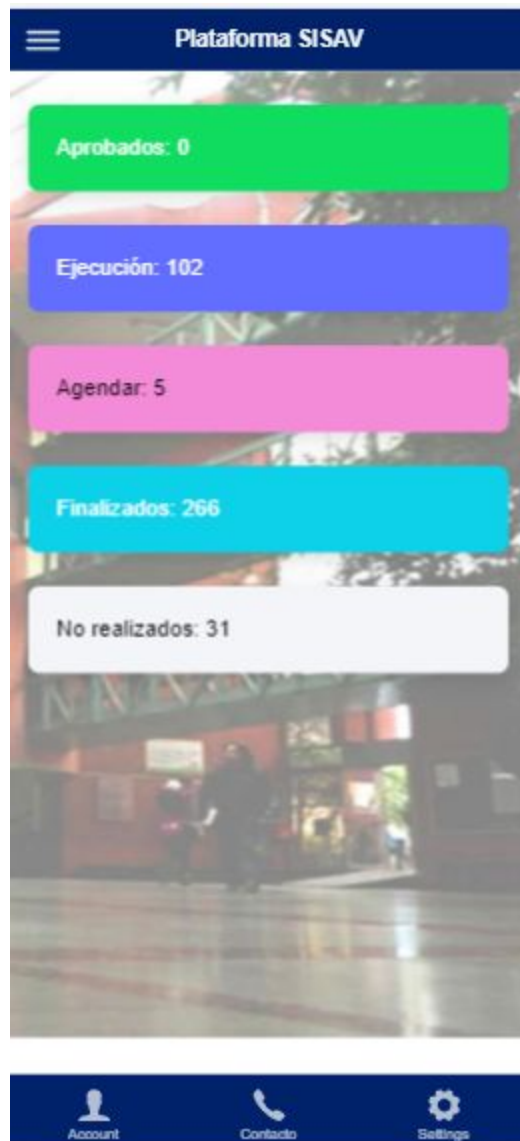 Plataforma SISAV
Aprobados: 0
Ejecución: 102
Agendar: 5
Finalizados: 266
No realizados: 31
Account
Contacto
Settings